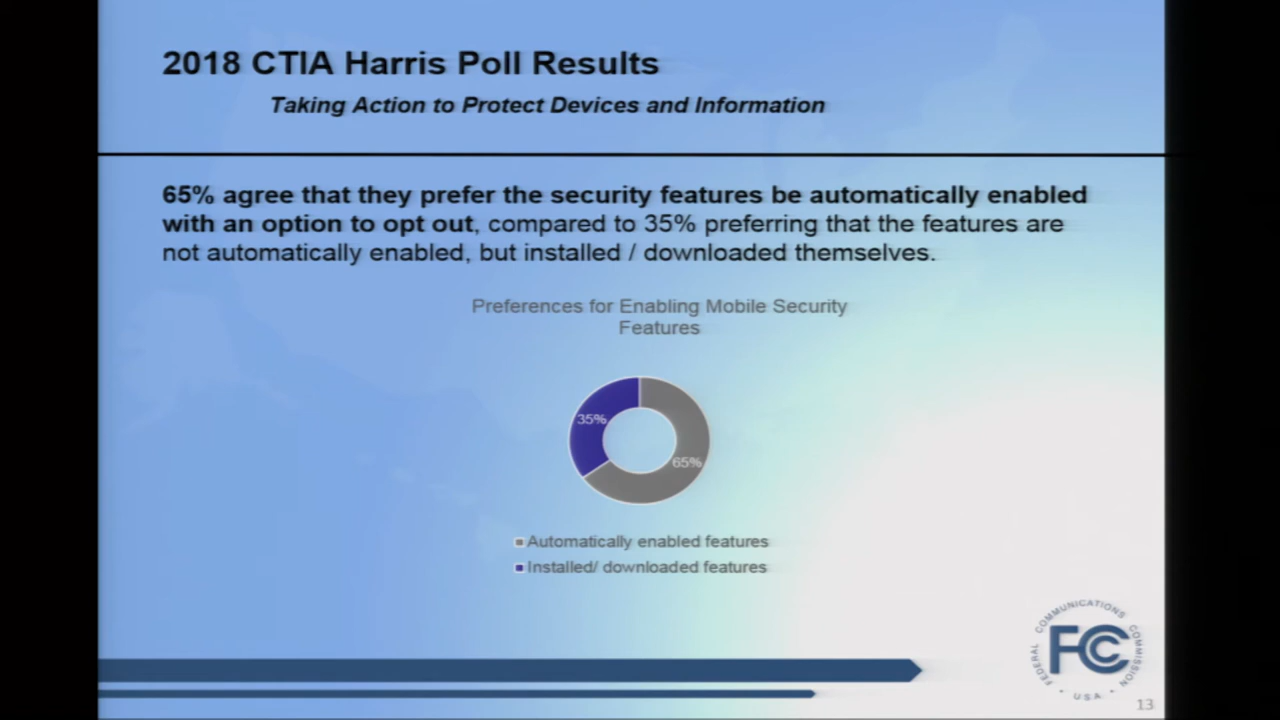 2018 CTIA Harris Poll Results
Taking Action to Protect Devices and Information
65% agree that they prefer the security features be automatically enabled
with an option to opt out, compared to 35% preferring that the features are
not automatically enabled, but installed / downloaded themselves.
Preferences for Enabling Mobile Security
Features
35%
65%
Automatically enabled features
Installed/ downloaded features
FEDERAL COMMUNICATIONS COMMISSION
FCC
• USA •
13